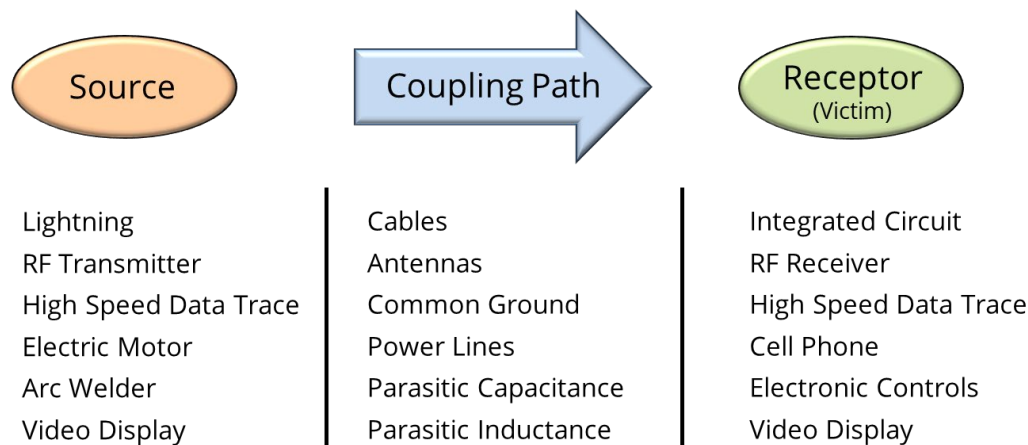 Source
Coupling Path
Receptor
(Victim)
Lightning
RF Transmitter
High Speed Data Trace
Electric Motor
Arc Welder
Video Display
Cables
Antennas
Common Ground
Power Lines
Parasitic Capacitance
Parasitic Inductance
Integrated Circuit
RF Receiver
High Speed Data Trace
Cell Phone
Electronic Controls
Video Display